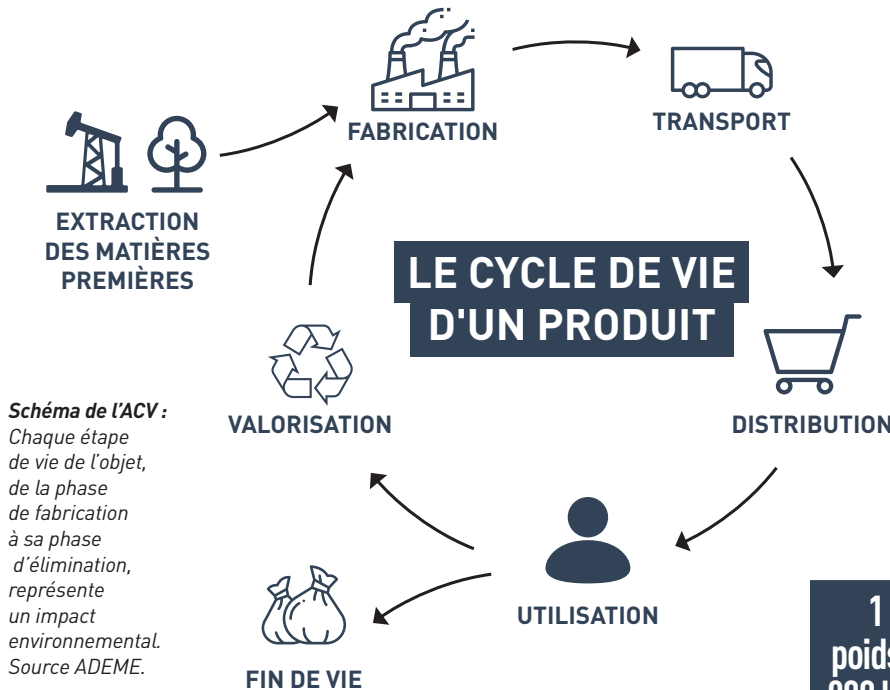 FABRICATION
TRANSPORT
EXTRACTION
DES MATIÈRES
PREMIÈRES
LE CYCLE DE VIE
D'UN PRODUIT
VALORISATION
DISTRIBUTION
Schéma de l'ACV :
Chaque étape
de vie de l'objet,
de la phase
de fabrication
à sa phase
d'élimination,
représente
un impact
environnemental.
Source ADEME.
UTILISATION
FIN DE VIE
1
poids